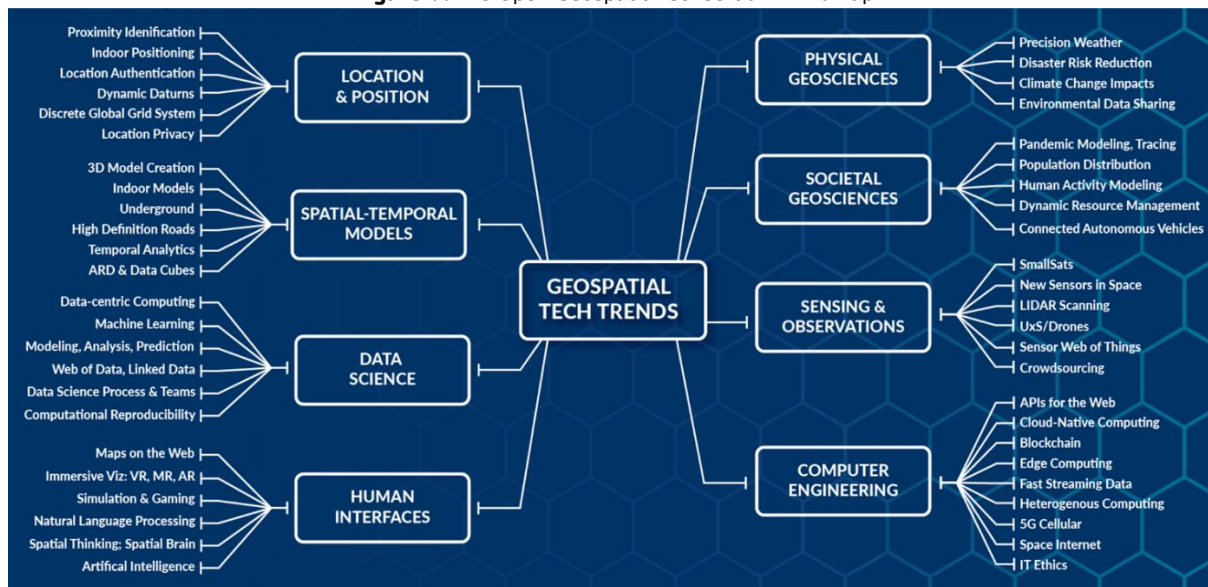 Proximity Idenification
Indoor Positioning
Location Authentication
Dynamic Daturns
Discrete Global Grid System
Location Privacy
LOCATION
& POSITION
3D Model Creation
Indoor Models
Underground
High Definition Roads
Temporal Analytics
ARD & Data Cubes
SPATIAL-TEMPORAL
MODELS
Data-centric Computing
Machine Learning
Modeling, Analysis, Prediction
Web of Data, Linked Data
Data Science Process & Teams
Computational Reproducibility
DATA
SCIENCE
Maps on the Web
Immersive Viz: VR, MR, AR
Simulation & Gaming
Natural Language Processing
Spatial Thinking; Spatial Brain
Artifical Intelligence
HUMAN
INTERFACES
GEOSPATIAL
TECH TRENDS
PHYSICAL
GEOSCIENCES
Precision Weather
Disaster Risk Reduction
Climate Change Impacts
Environmental Data Sharing
SOCIETAL
GEOSCIENCES
Pandemic Modeling, Tracing
Population Distribution
Human Activity Modeling
Dynamic Resource Management
Connected Autonomous Vehicles
SENSING &
OBSERVATIONS
SmallSats
New Sensors in Space
LIDAR Scanning
UxS/Drones
Sensor Web of Things
Crowdsourcing
COMPUTER
ENGINEERING
APIs for the Web
Cloud-Native Computing
Blockchain
Edge Computing
Fast Streaming Data
Heterogenous Computing
5G Cellular
Space Internet
IT Ethics